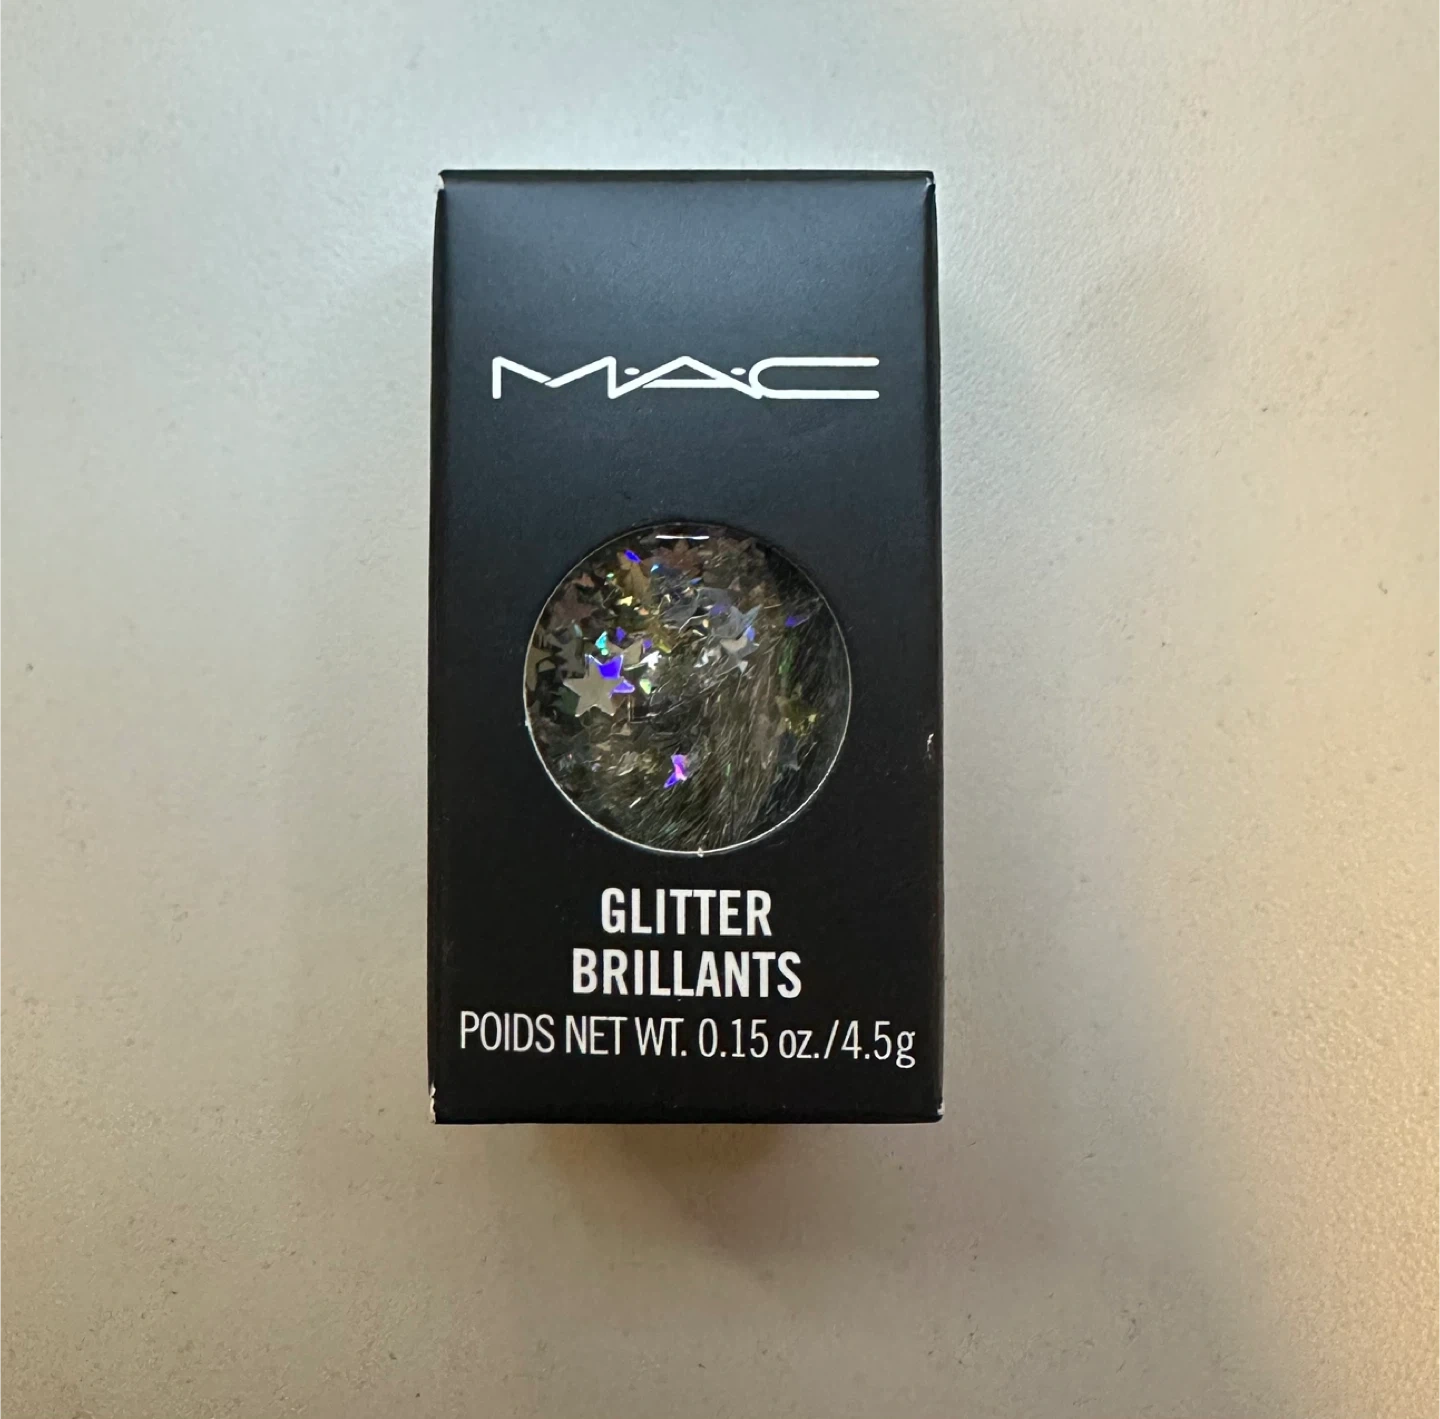 M·A·C
GLITTER
BRILLANTS
POIDS NET WT. 0.15 oz./4.5g